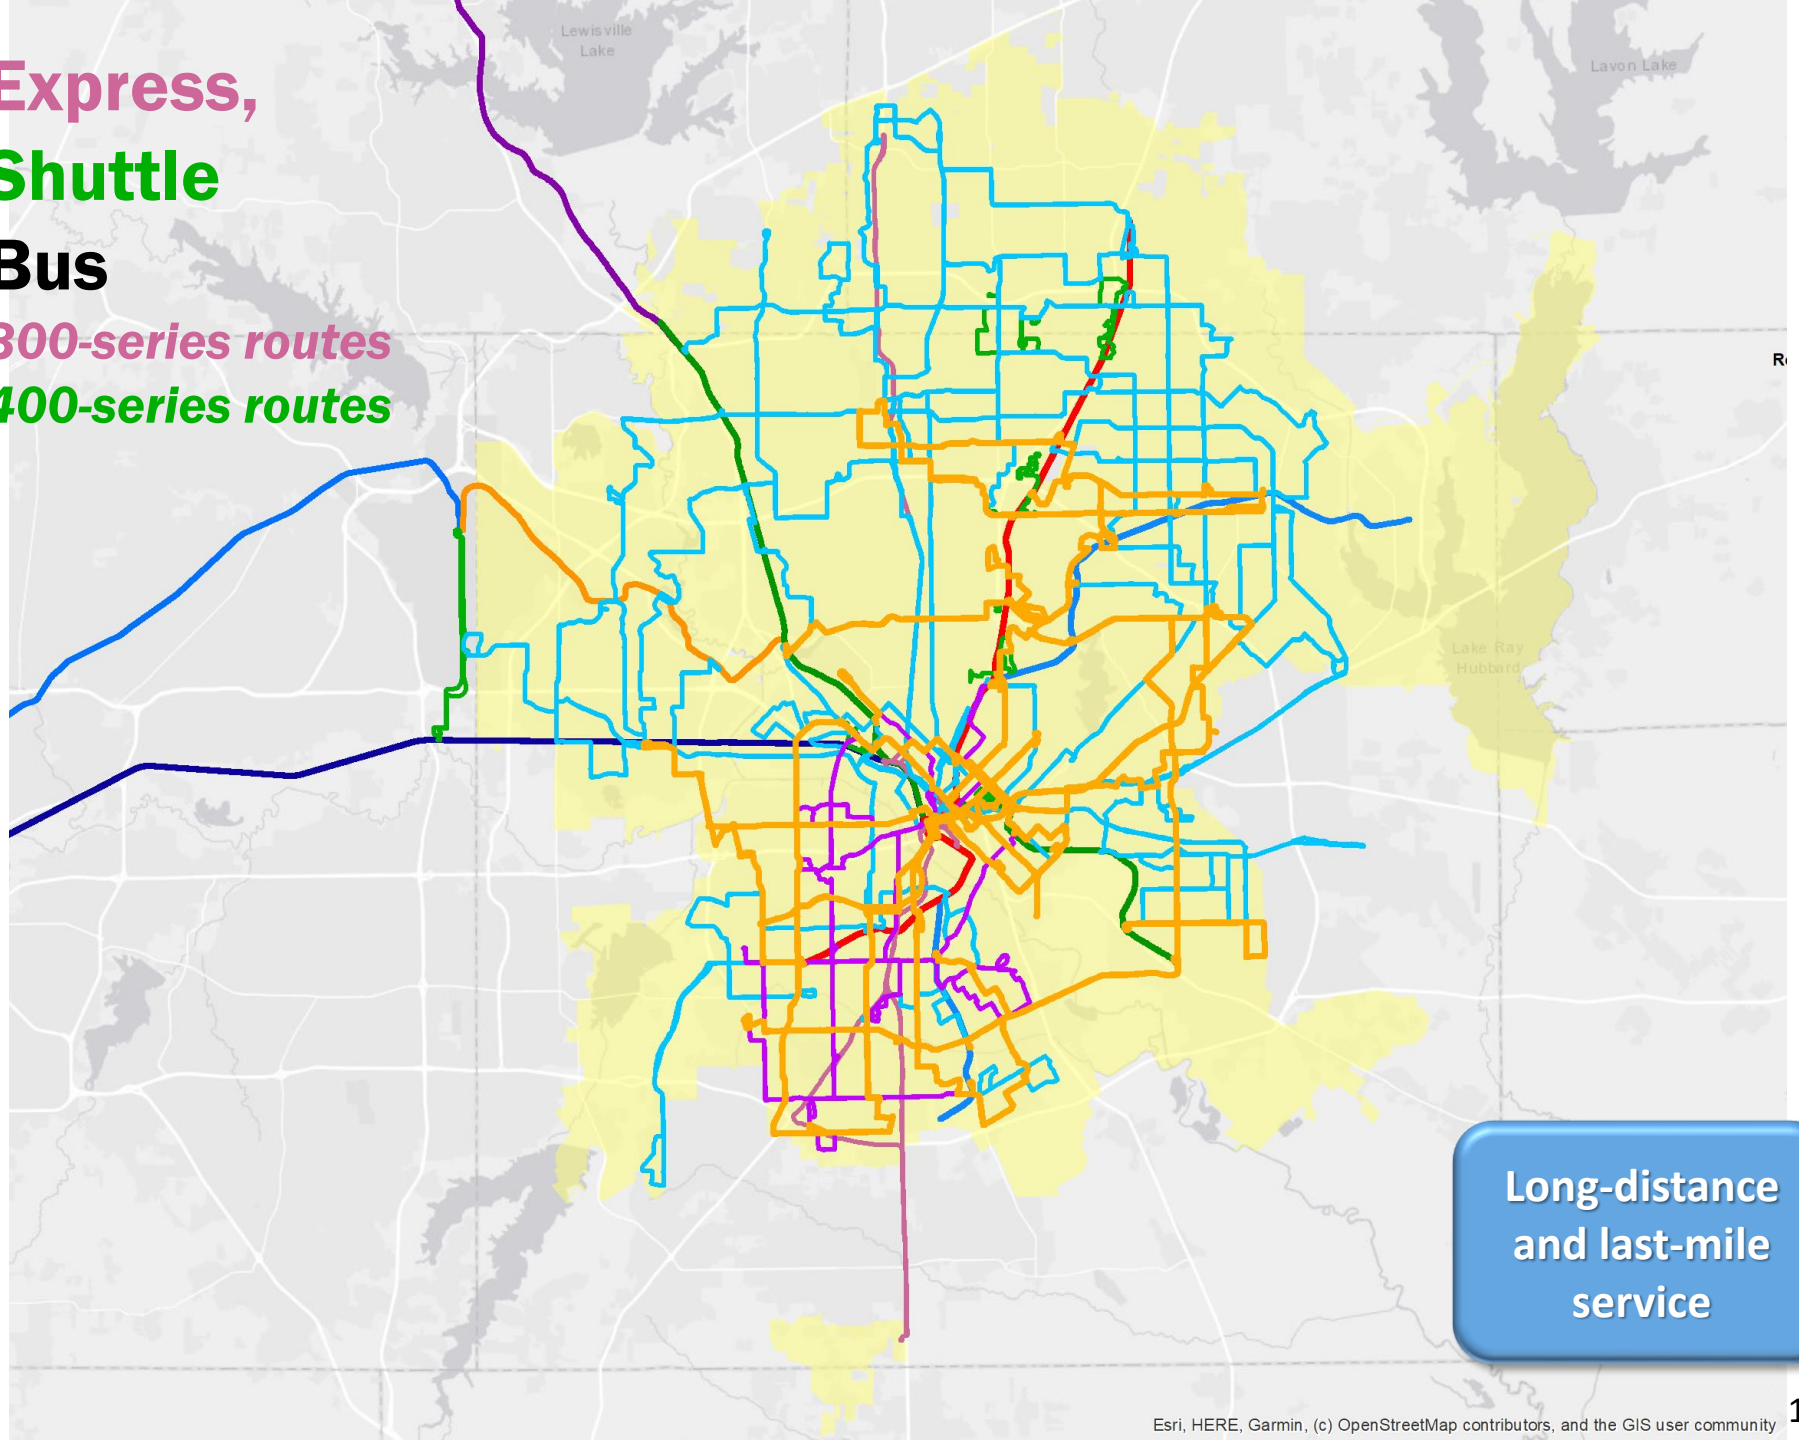 Express,
Shuttle
Bus
300-series routes
400-series routes
Lewisville
Lake
Lavon Lake
Lake Ray
Hubbard
Long-distance
and last-mile
service
Esri, HERE, Garmin, (c) OpenStreetMap contributors, and the GIS user community